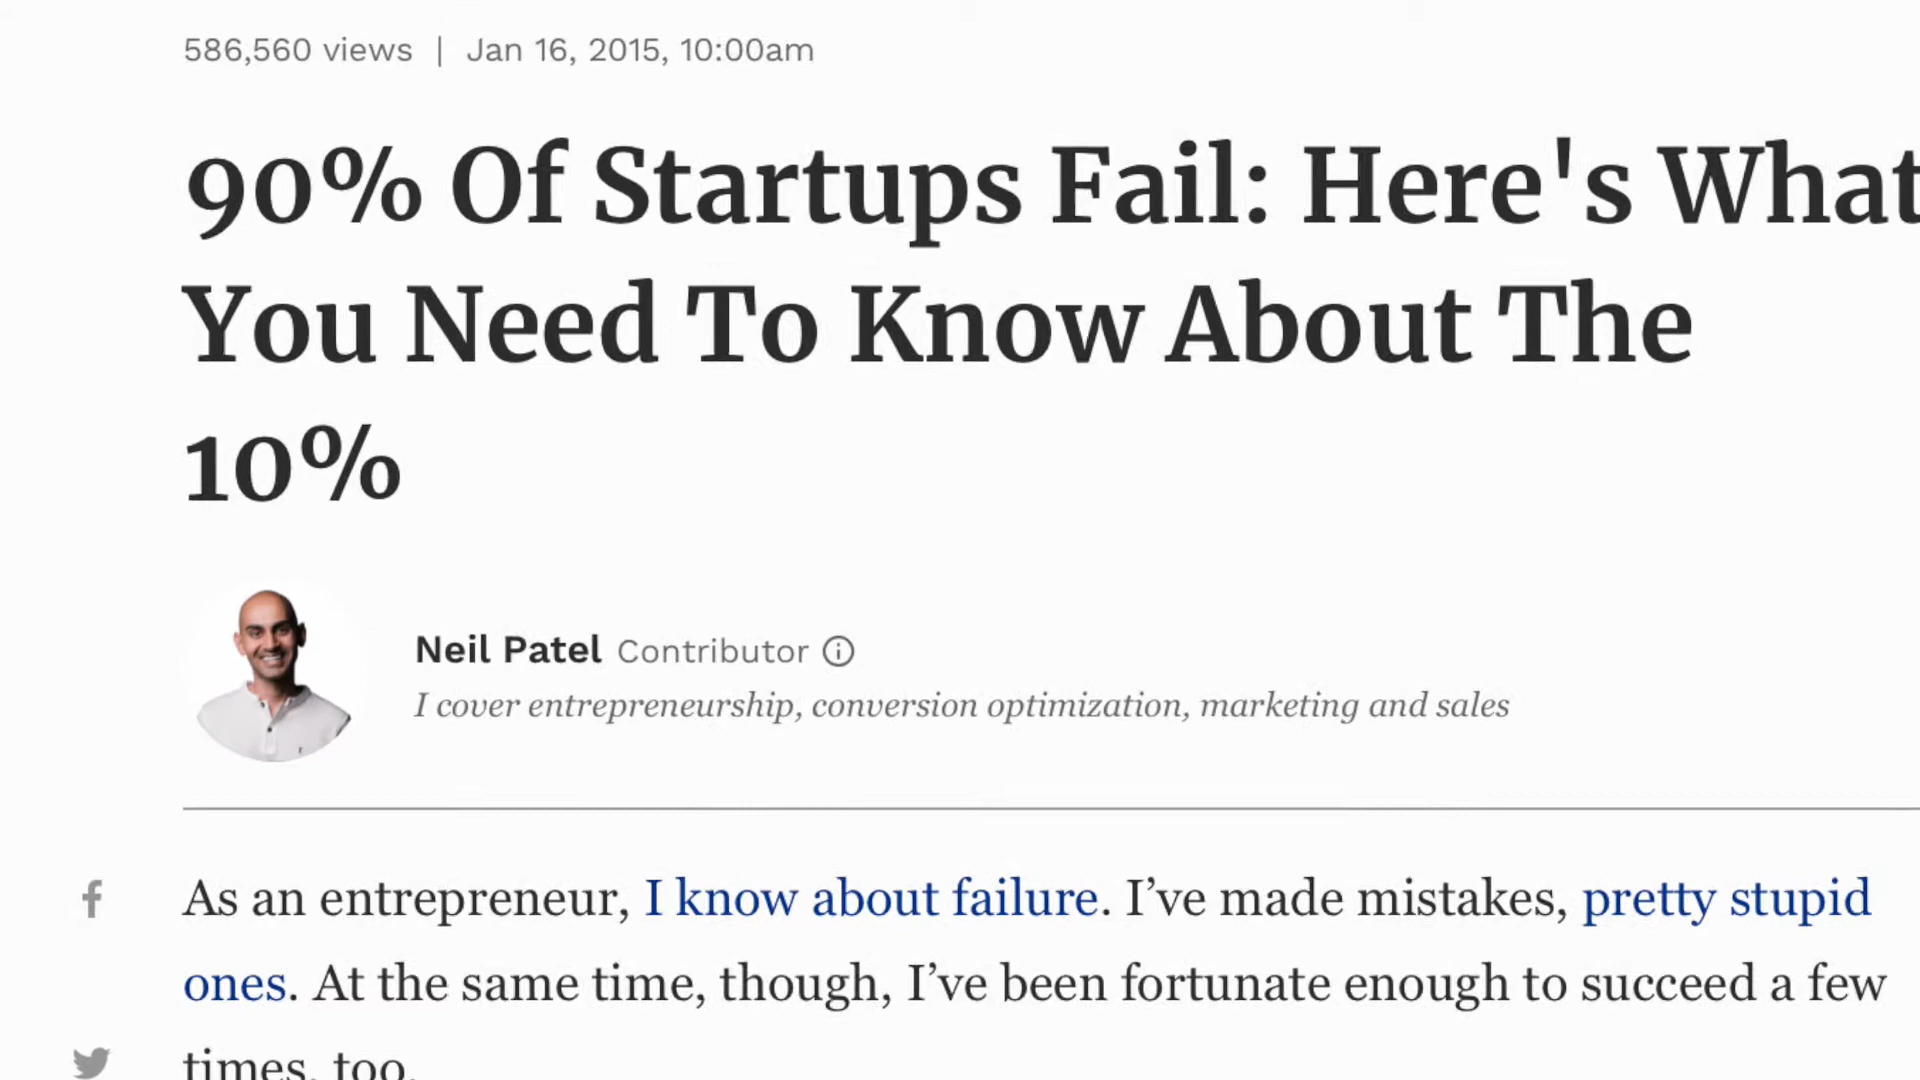 586,560 views | Jan 16, 2015, 10:00am
90% Of Startups Fail: Here's What
You Need To Know About The
10%
Neil Patel Contributor
I cover entrepreneurship, conversion optimization, marketing and sales
As an entrepreneur, I know about failure. I’ve made mistakes, pretty stupid
ones. At the same time, though, I’ve been fortunate enough to succeed a few
times, too.